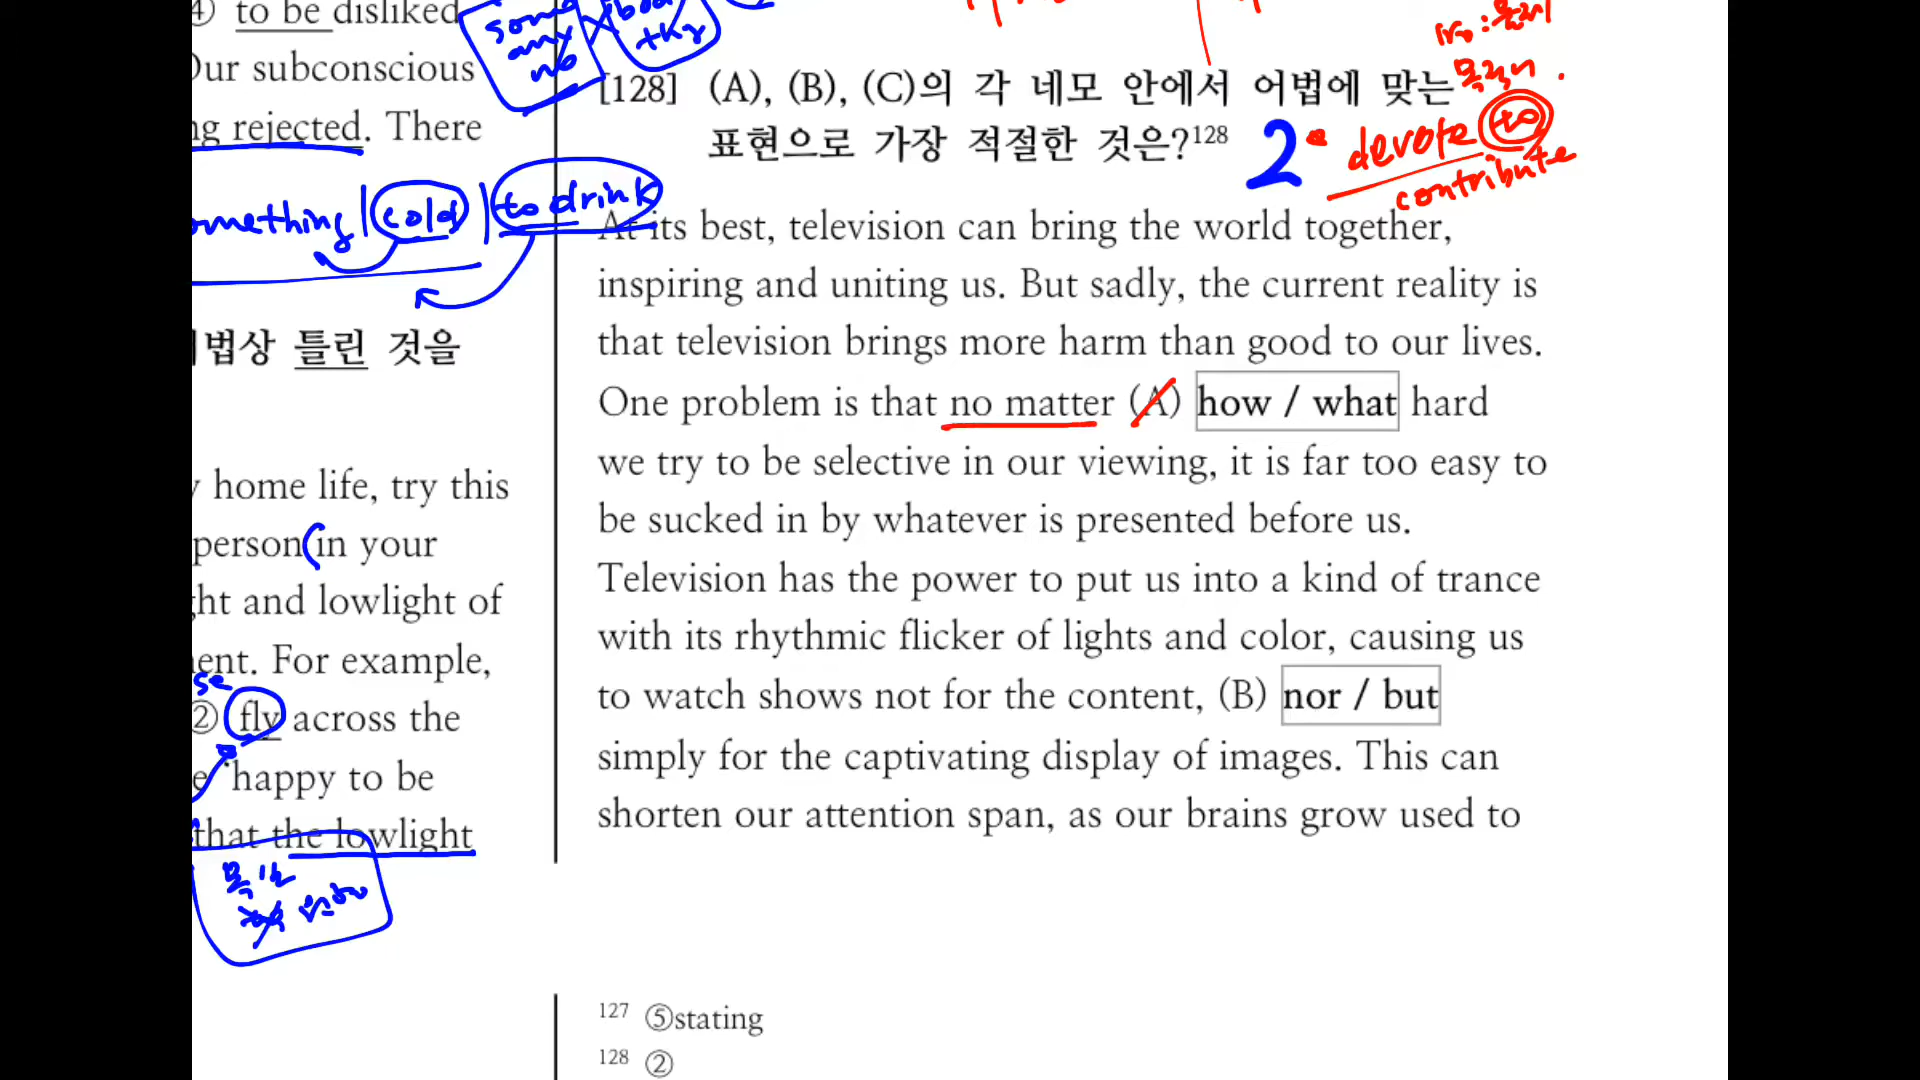 ④ to be disliked
Our subconscious
ng rejected. There
omething cold to drink
법상 틀린 것을
y home life, try this
person (in your
ght and lowlight of
ent. For example,
se
② fly across the
e happy to be
that the lowlight
some
any
no
body
[128] (A), (B), (C)의 각 네모 안에서 어법에 맞는
표현으로 가장 적절한 것은?128
2
devote to
contribute
At its best, television can bring the world together,
inspiring and uniting us. But sadly, the current reality is
that television brings more harm than good to our lives.
One problem is that no matter (A) how / what hard
we try to be selective in our viewing, it is far too easy to
be sucked in by whatever is presented before us.
Television has the power to put us into a kind of trance
with its rhythmic flicker of lights and color, causing us
to watch shows not for the content, (B) nor / but
simply for the captivating display of images. This can
shorten our attention span, as our brains grow used to
127 ⑤stating
128 ②